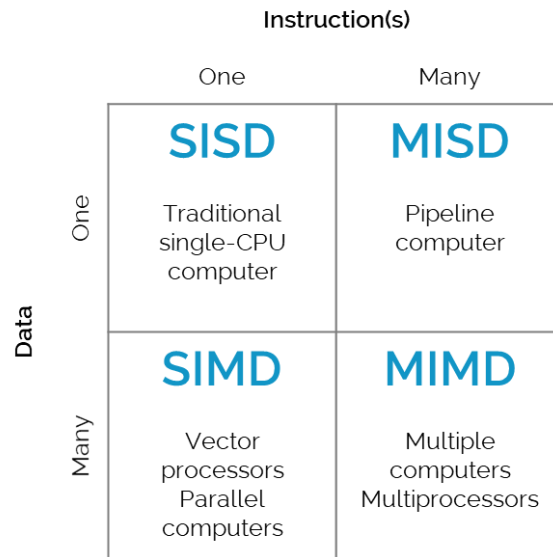 Instruction(s)
One
Many
Data
One
SISD
Traditional
single-CPU
computer
MISD
Pipeline
computer
Many
SIMD
Vector
processors
Parallel
computers
MIMD
Multiple
computers
Multiprocessors